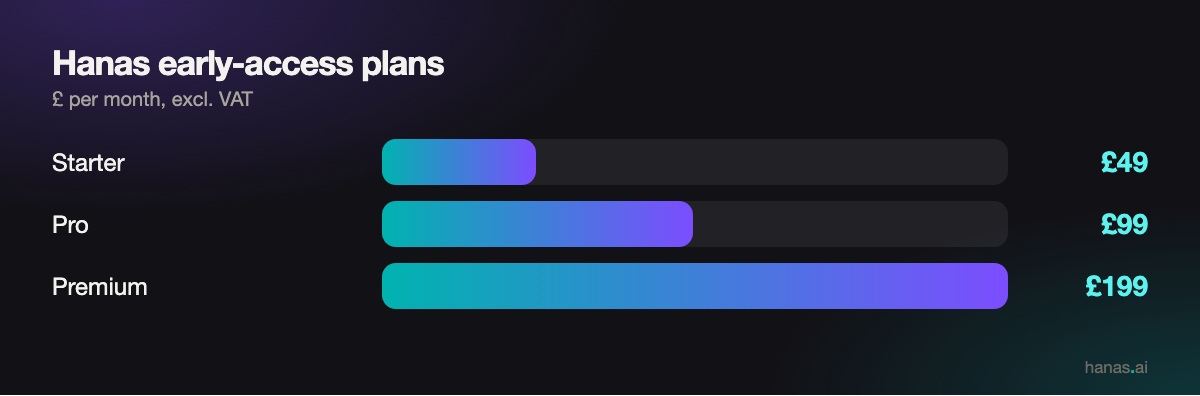 Hanas early-access plans
£ per month, excl. VAT
Starter £49
Pro £99
Premium £199
hanas.ai